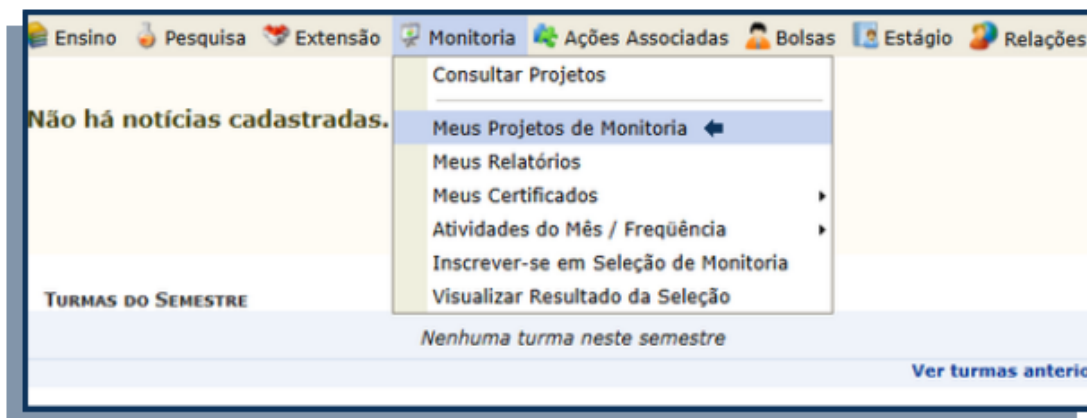 Ensino Pesquisa Extensão Monitoria Ações Associadas Bolsas Estágio Relações
Consultar Projetos
Não há notícias cadastradas.
Meus Projetos de Monitoria
Meus Relatórios
Meus Certificados
Atividades do Mês / Freqüência
Inscrever-se em Seleção de Monitoria
TURMAS DO SEMESTRE
Visualizar Resultado da Seleção
Nenhuma turma neste semestre
Ver turmas anterio